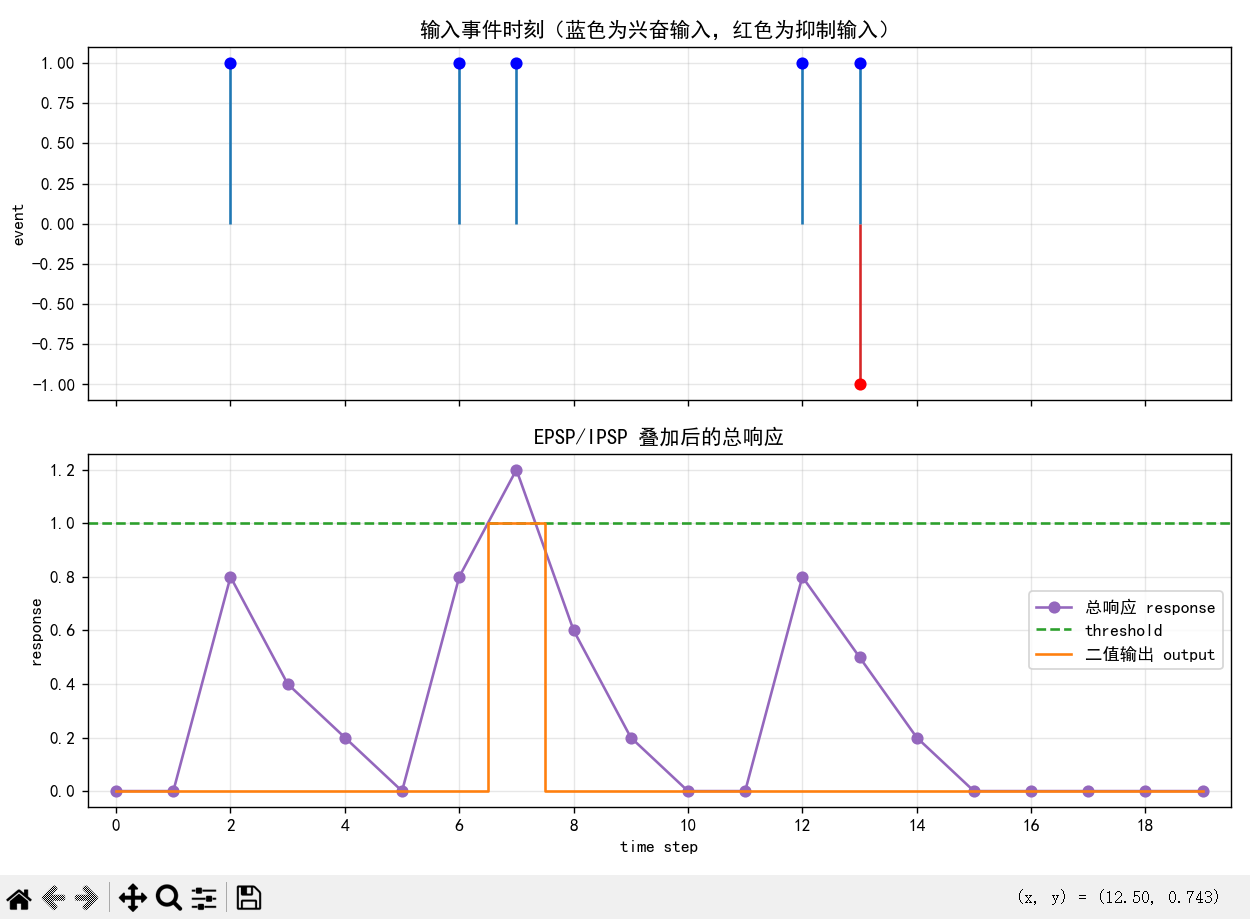 输入事件时刻（蓝色为兴奋输入，红色为抑制输入）
1.00
0.75
0.50
0.25
0.00
−0.25
−0.50
−0.75
−1.00
event
EPSP/IPSP 叠加后的总响应
1.2
1.0
0.8
0.6
0.4
0.2
0.0
response
总响应 response
threshold
二值输出 output
0 2 4 6 8 10 12 14 16 18
time step
(x, y) = (12.50, 0.743)